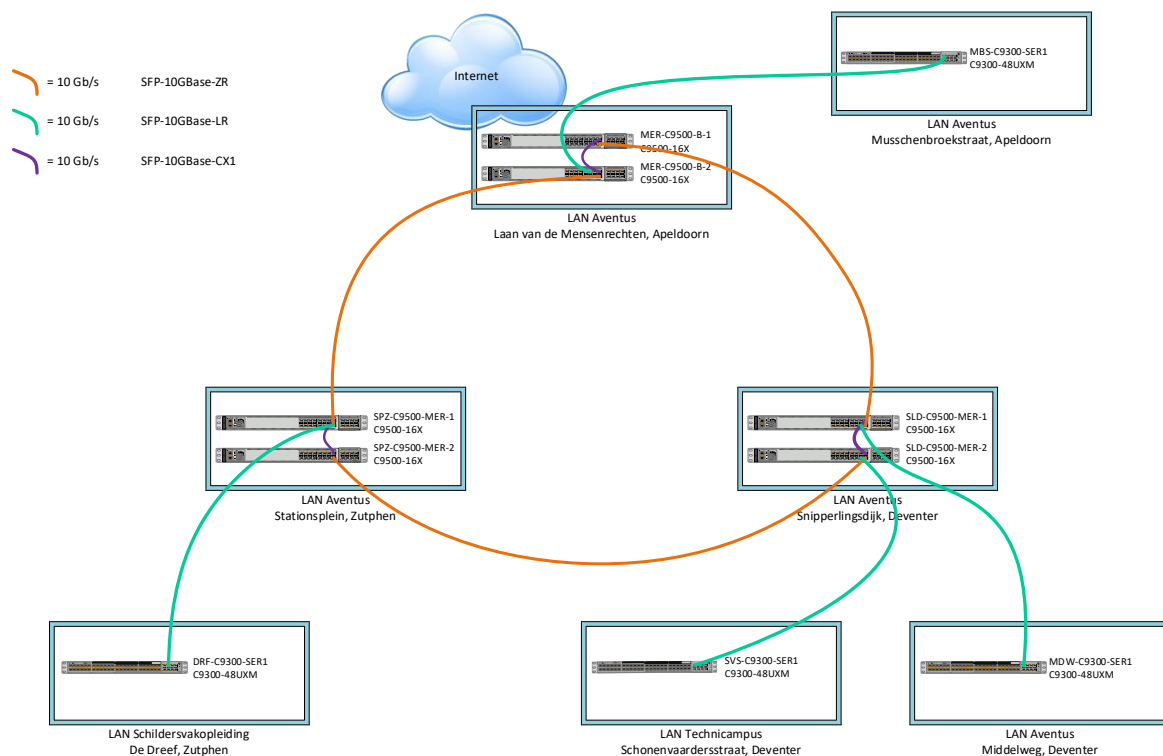 = 10 Gb/s SFP-10GBase-ZR
= 10 Gb/s SFP-10GBase-LR
= 10 Gb/s SFP-10GBase-CX1
Internet
MBS-C9300-SER1
C9300-48UXM
LAN Aventus
Musschenbroekstraat, Apeldoorn
MER-C9500-B-1
C9500-16X
MER-C9500-B-2
C9500-16X
LAN Aventus
Laan van de Mensenrechten, Apeldoorn
SPZ-C9500-MER-1
C9500-16X
SPZ-C9500-MER-2
C9500-16X
LAN Aventus
Stationsplein, Zutphen
SLD-C9500-MER-1
C9500-16X
SLD-C9500-MER-2
C9500-16X
LAN Aventus
Snipperlingsdijk, Deventer
DRF-C9300-SER1
C9300-48UXM
LAN Schildersvakopleiding
De Dreef, Zutphen
SVS-C9300-SER1
C9300-48UXM
LAN Technicampus
Schonenvaardersstraat, Deventer
MDW-C9300-SER1
C9300-48UXM
LAN Aventus
Middelweg, Deventer